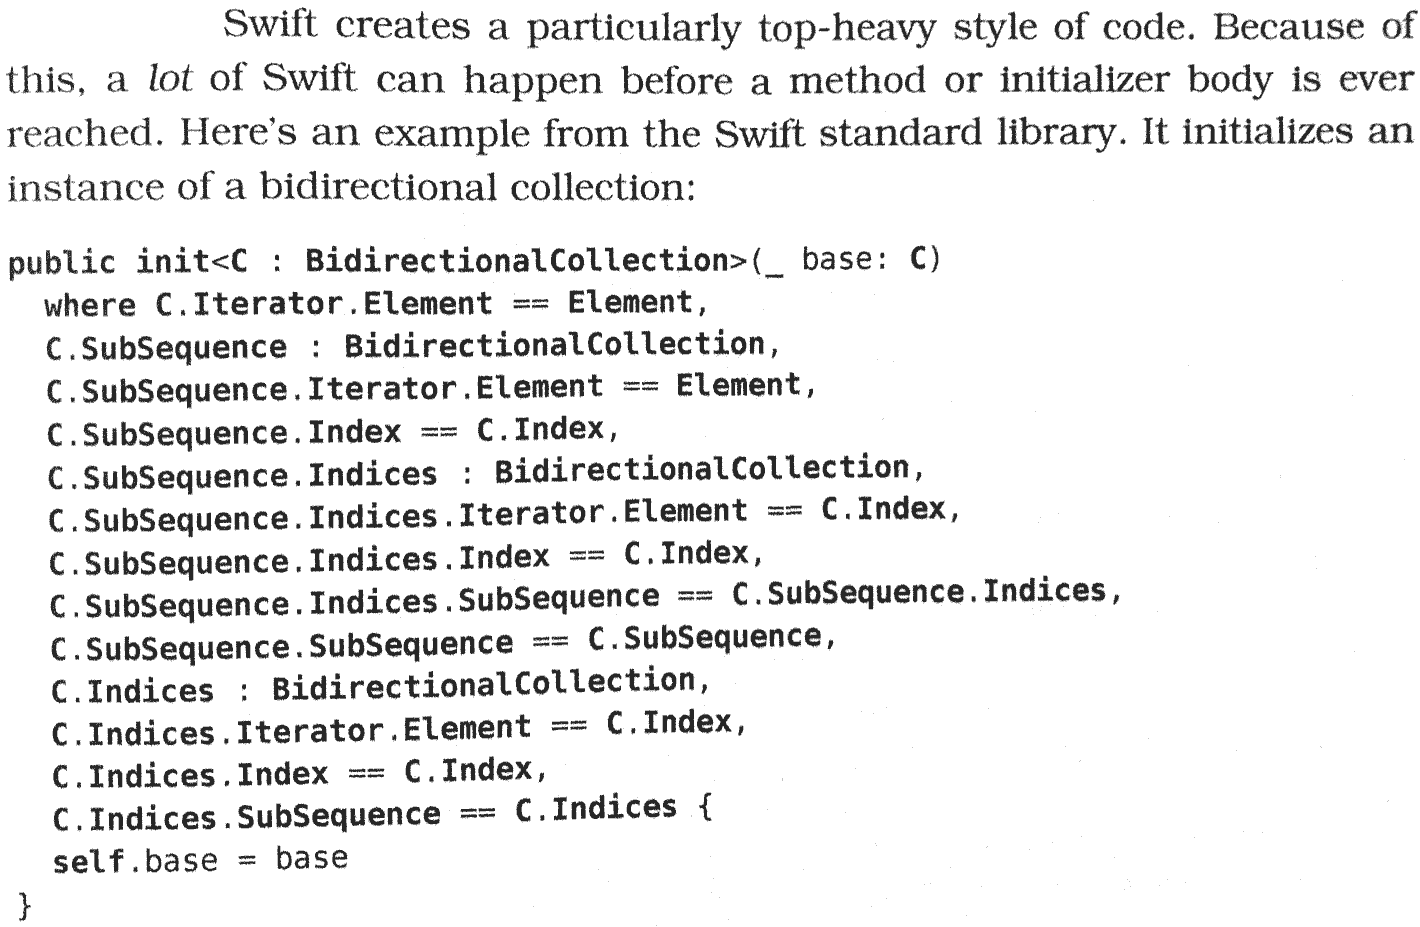 Swift creates a particularly top-heavy style of code. Because of
this, a lot of Swift can happen before a method or initializer body is ever
reached. Here's an example from the Swift standard library. It initializes an
instance of a bidirectional collection:
public init<C : BidirectionalCollection>(_ base: C)
  where C.Iterator.Element == Element,
  C.SubSequence : BidirectionalCollection,
  C.SubSequence.Iterator.Element == Element,
  C.SubSequence.Index == C.Index,
  C.SubSequence.Indices : BidirectionalCollection,
  C.SubSequence.Indices.Iterator.Element == C.Index,
  C.SubSequence.Indices.Index == C.Index,
  C.SubSequence.Indices.SubSequence == C.SubSequence.Indices,
  C.SubSequence.SubSequence == C.SubSequence,
  C.Indices : BidirectionalCollection,
  C.Indices.Iterator.Element == C.Index,
  C.Indices.Index == C.Index,
  C.Indices.SubSequence == C.Indices {
  self.base = base
}